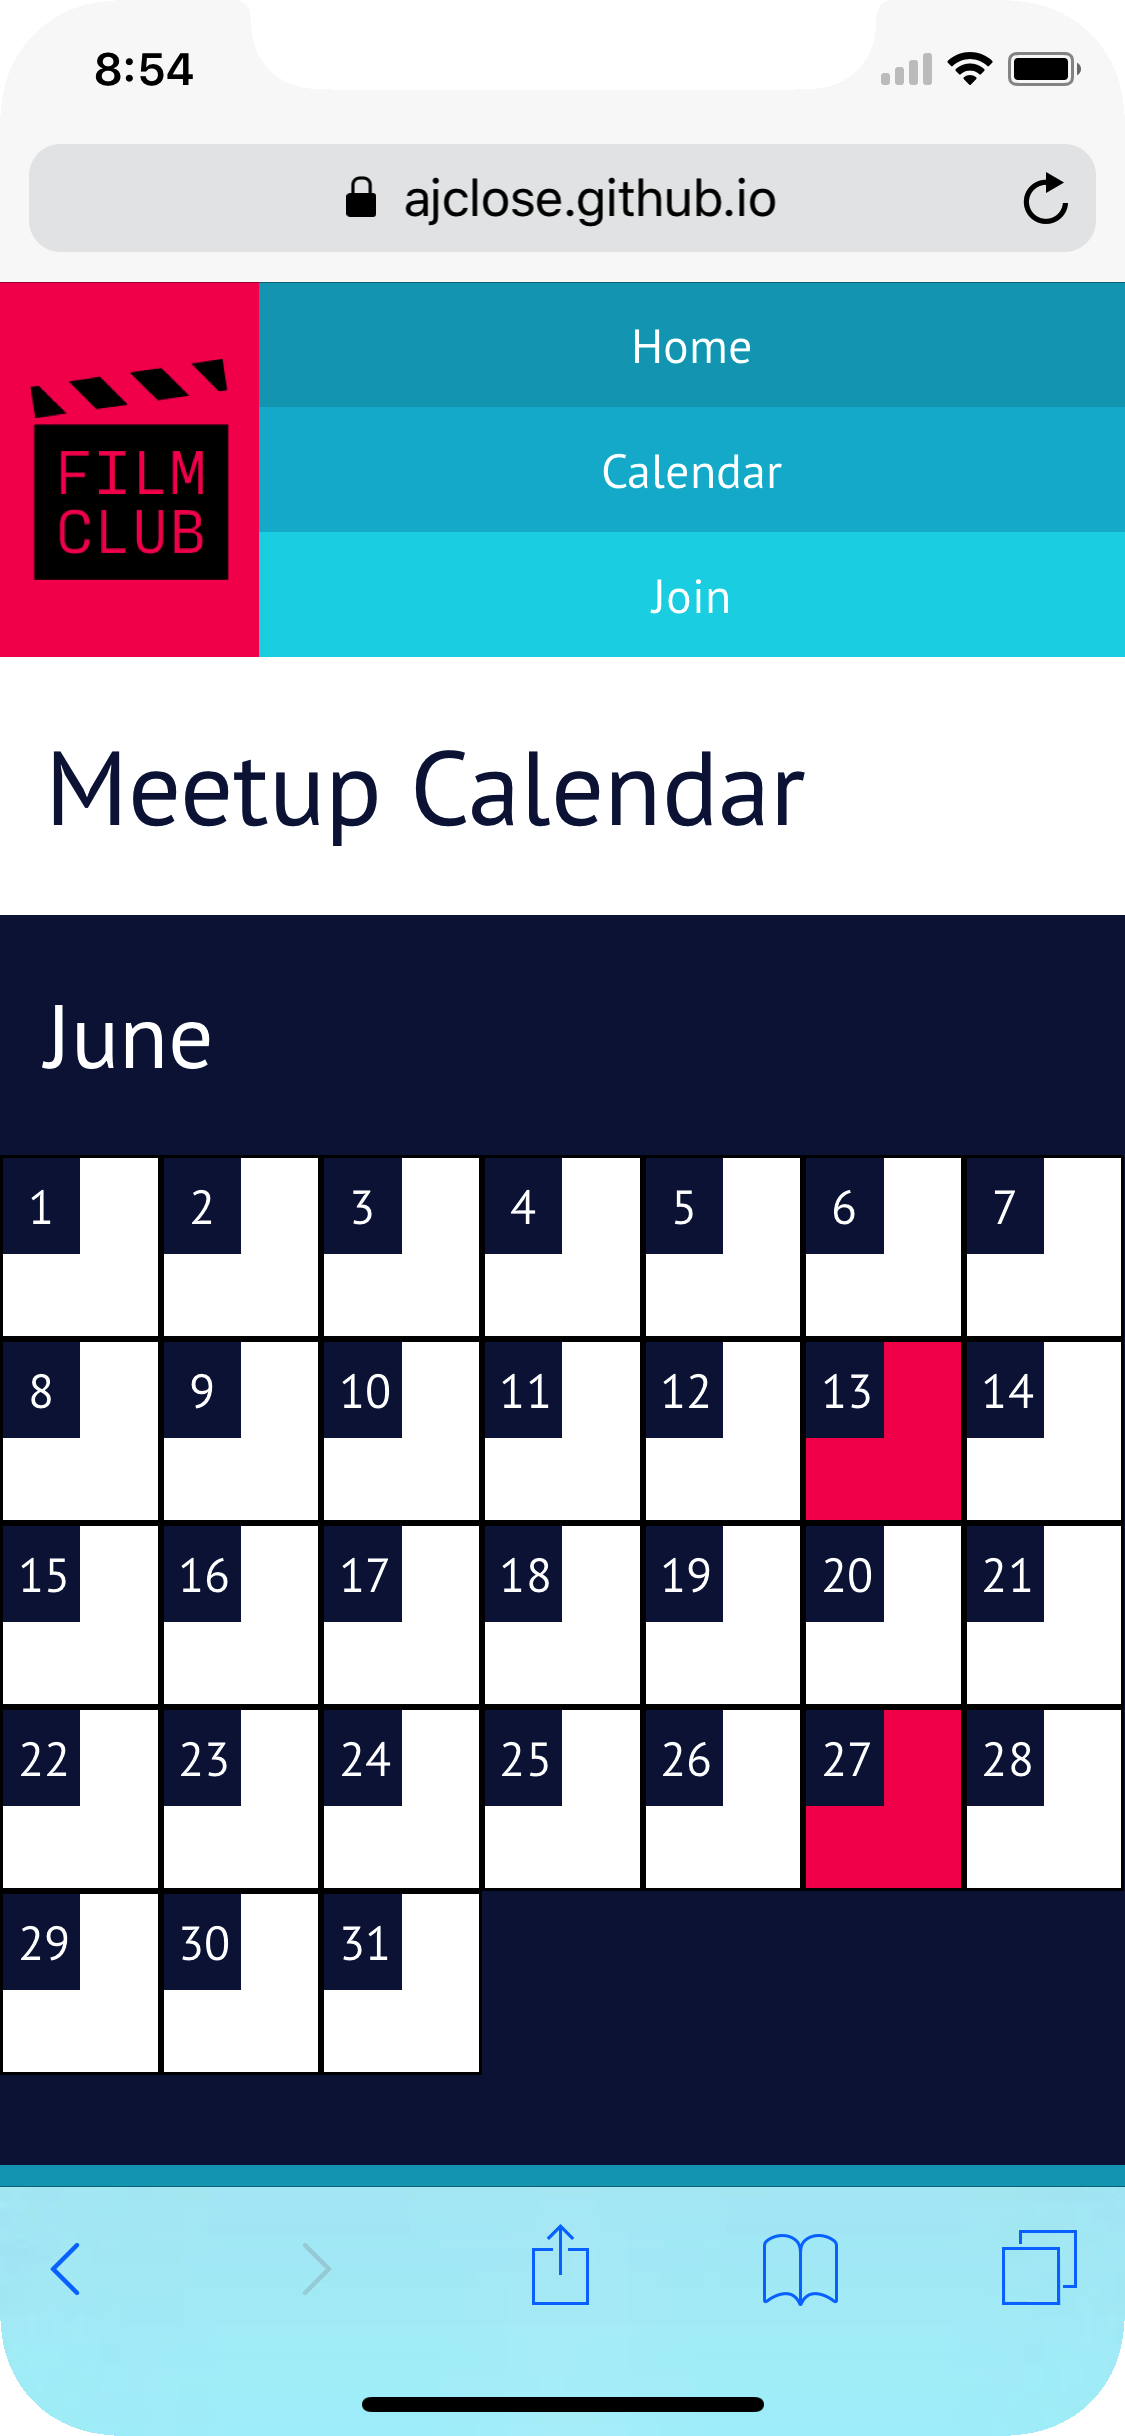 8:54
ajclose.github.io
FILM
CLUB
Home
Calendar
Join
Meetup Calendar
June
1 2 3 4 5 6 7
8 9 10 11 12 13 14
15 16 17 18 19 20 21
22 23 24 25 26 27 28
29 30 31